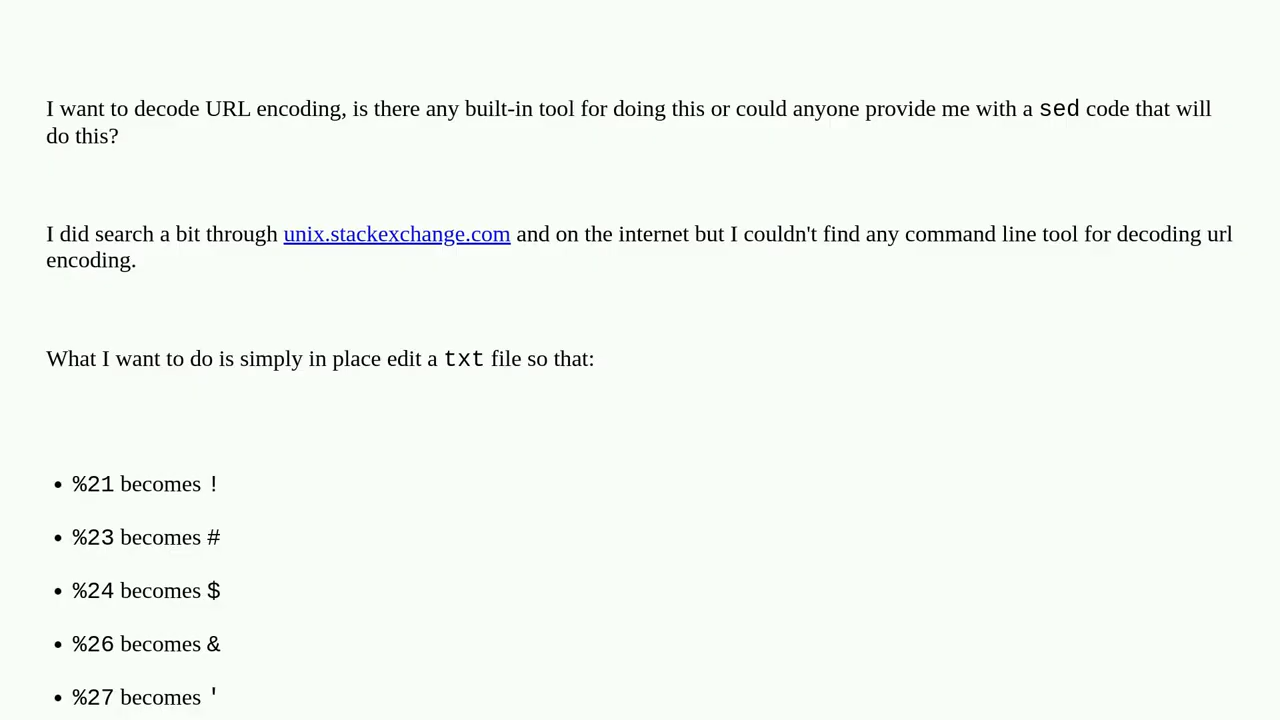 I want to decode URL encoding, is there any built-in tool for doing this or could anyone provide me with a sed code that will
do this?
I did search a bit through unix.stackexchange.com and on the internet but I couldn't find any command line tool for decoding url
encoding.
What I want to do is simply in place edit a txt file so that:
• %21 becomes !
• %23 becomes #
• %24 becomes $
• %26 becomes &
• %27 becomes '